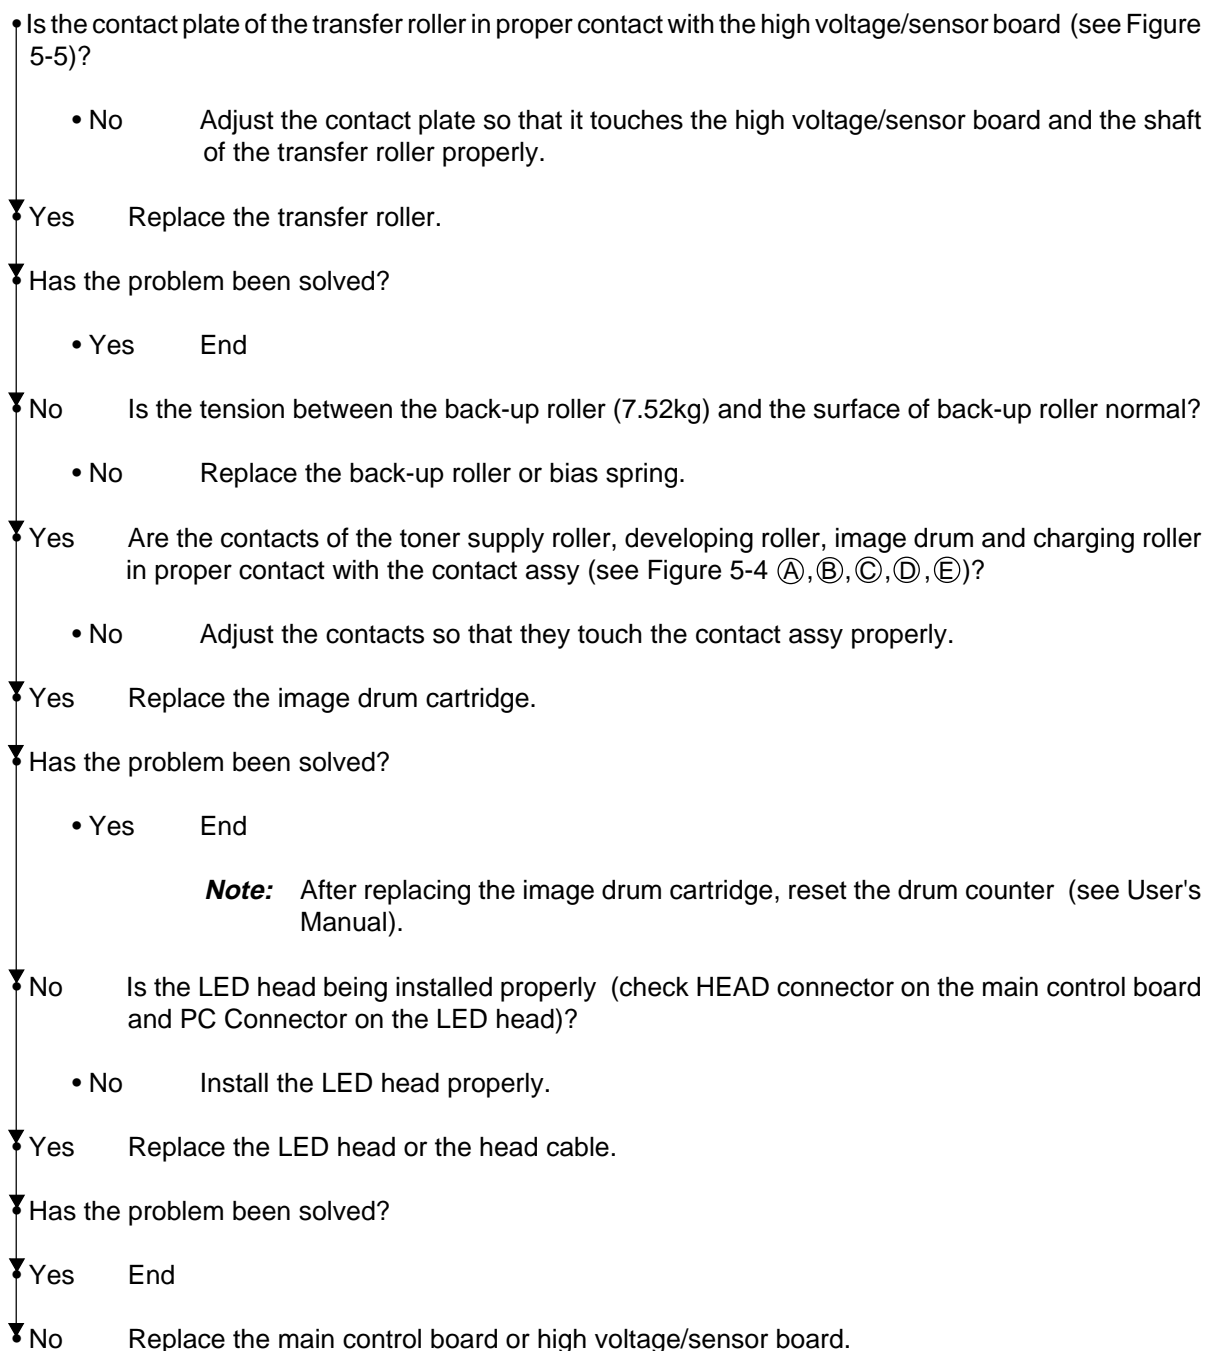 • Is the contact plate of the transfer roller in proper contact with the high voltage/sensor board (see Figure
5-5)?
• No Adjust the contact plate so that it touches the high voltage/sensor board and the shaft
of the transfer roller properly.
Yes Replace the transfer roller.
Has the problem been solved?
• Yes End
No Is the tension between the back-up roller (7.52kg) and the surface of back-up roller normal?
• No Replace the back-up roller or bias spring.
Yes Are the contacts of the toner supply roller, developing roller, image drum and charging roller
in proper contact with the contact assy (see Figure 5-4 Ⓐ,Ⓑ,Ⓒ,Ⓓ,Ⓔ)?
• No Adjust the contacts so that they touch the contact assy properly.
Yes Replace the image drum cartridge.
Has the problem been solved?
• Yes End
Note: After replacing the image drum cartridge, reset the drum counter (see User's
Manual).
No Is the LED head being installed properly (check HEAD connector on the main control board
and PC Connector on the LED head)?
• No Install the LED head properly.
Yes Replace the LED head or the head cable.
Has the problem been solved?
Yes End
No Replace the main control board or high voltage/sensor board.